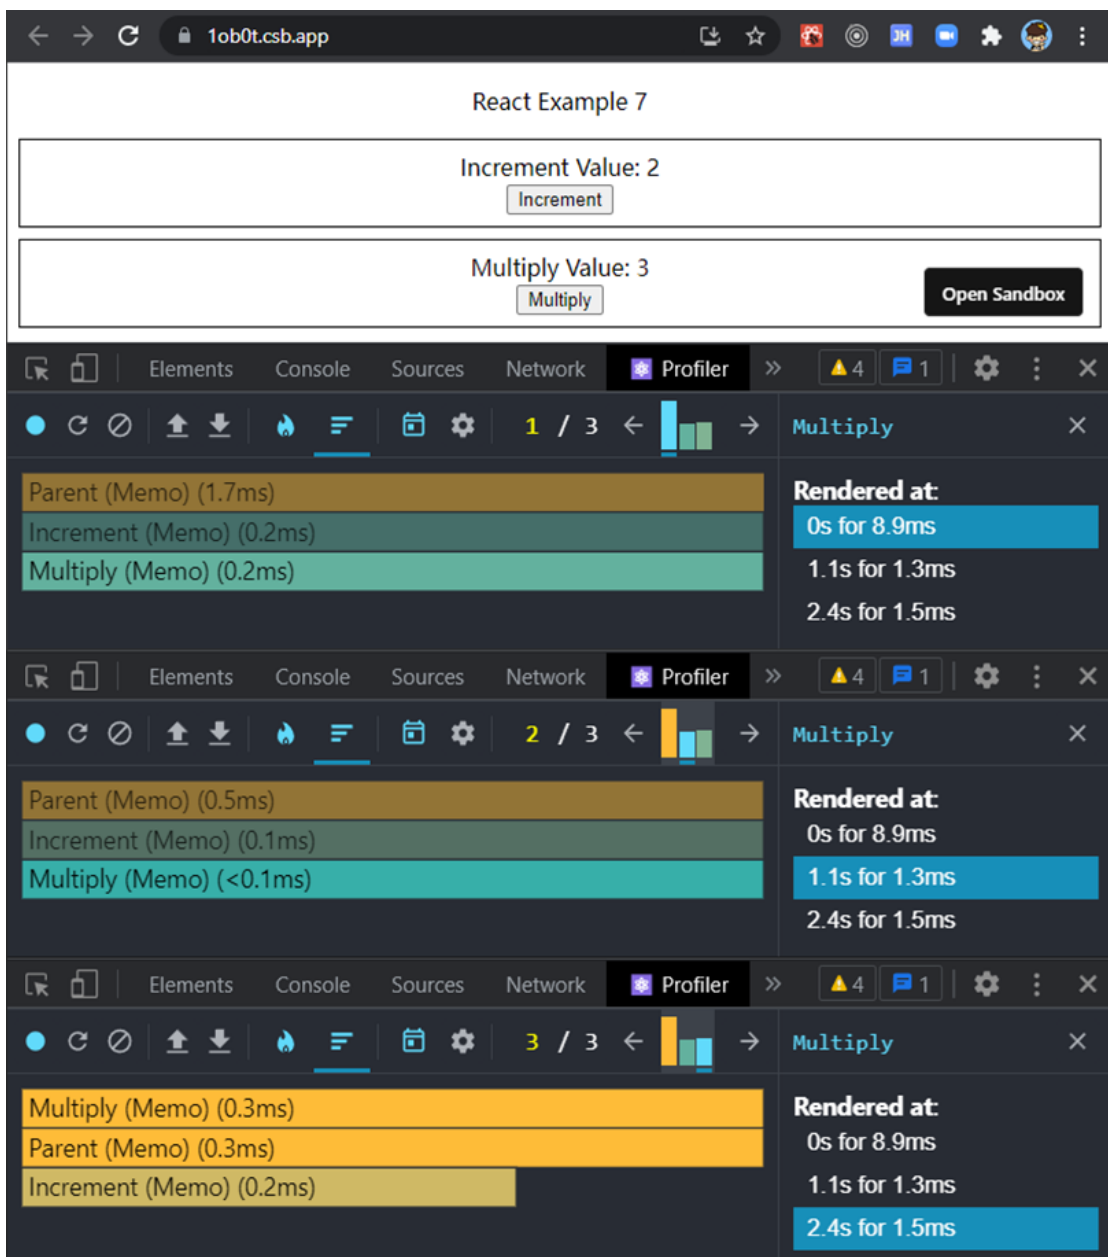 1ob0t.csb.app
JH
React Example 7
Increment Value: 2
Increment
Multiply Value: 3
Multiply
Open Sandbox
Elements Console Sources Network Profiler » 4 1
1 / 3 Multiply
Parent (Memo) (1.7ms)
Increment (Memo) (0.2ms)
Multiply (Memo) (0.2ms)
Rendered at:
0s for 8.9ms
1.1s for 1.3ms
2.4s for 1.5ms
Elements Console Sources Network Profiler » 4 1
2 / 3 Multiply
Parent (Memo) (0.5ms)
Increment (Memo) (0.1ms)
Multiply (Memo) (<0.1ms)
Rendered at:
0s for 8.9ms
1.1s for 1.3ms
2.4s for 1.5ms
Elements Console Sources Network Profiler » 4 1
3 / 3 Multiply
Multiply (Memo) (0.3ms)
Parent (Memo) (0.3ms)
Increment (Memo) (0.2ms)
Rendered at:
0s for 8.9ms
1.1s for 1.3ms
2.4s for 1.5ms